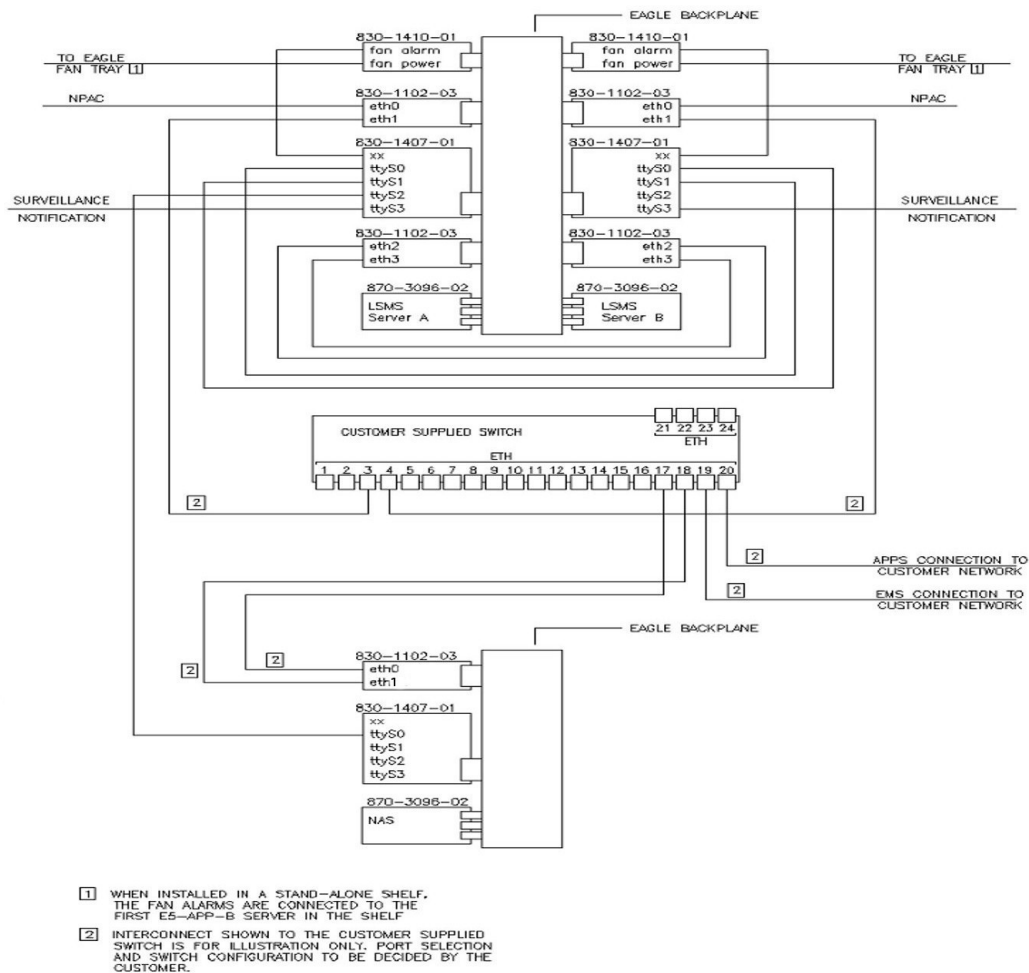 EAGLE BACKPLANE
830-1410-01
fan alarm
fan power
830-1410-01
fan alarm
fan power
TO EAGLE
FAN TRAY 1
TO EAGLE
FAN TRAY 1
830-1102-03
eth0
eth1
830-1102-03
eth0
eth1
NPAC
NPAC
830-1407-01
xx
ttyS0
ttyS1
ttyS2
ttyS3
830-1407-01
xx
ttyS0
ttyS1
ttyS2
ttyS3
SURVEILLANCE
NOTIFICATION
SURVEILLANCE
NOTIFICATION
830-1102-03
eth2
eth3
830-1102-03
eth2
eth3
870-3096-02
LSMS
Server A
870-3096-02
LSMS
Server B
CUSTOMER SUPPLIED SWITCH
21 22 23 24
ETH
ETH
1 2 3 4 5 6 7 8 9 10 11 12 13 14 15 16 17 18 19 20
2
2
2
APPS CONNECTION TO
CUSTOMER NETWORK
2
EMS CONNECTION TO
CUSTOMER NETWORK
EAGLE BACKPLANE
2
2
830-1102-03
eth0
eth1
830-1407-01
xx
ttyS0
ttyS1
ttyS2
ttyS3
870-3096-02
NAS
1 WHEN INSTALLED IN A STAND-ALONE SHELF,
THE FAN ALARMS ARE CONNECTED TO THE
FIRST E5-APP-B SERVER IN THE SHELF
2 INTERCONNECT SHOWN TO THE CUSTOMER SUPPLIED
SWITCH IS FOR ILLUSTRATION ONLY. PORT SELECTION
AND SWITCH CONFIGURATION TO BE DECIDED BY THE
CUSTOMER.